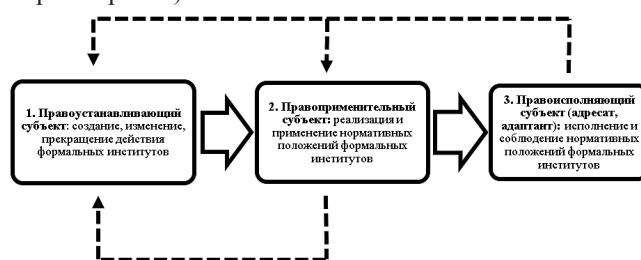 1. Правоустанавливающий
субъект: создание, изменение,
прекращение действия
формальных институтов
2. Правоприменительный
субъект: реализация и
применение нормативных
положений формальных
институтов
3. Правоисполняющий
субъект (адресат,
адаптант): исполнение и
соблюдение нормативных
положений формальных
институтов